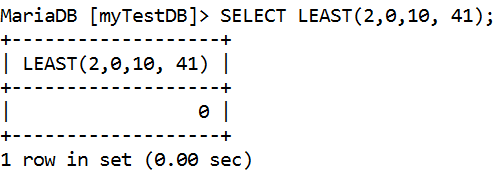 MariaDB [myTestDB]> SELECT LEAST(2,0,10, 41);
+-------------------+
| LEAST(2,0,10, 41) |
+-------------------+
|                 0 |
+-------------------+
1 row in set (0.00 sec)